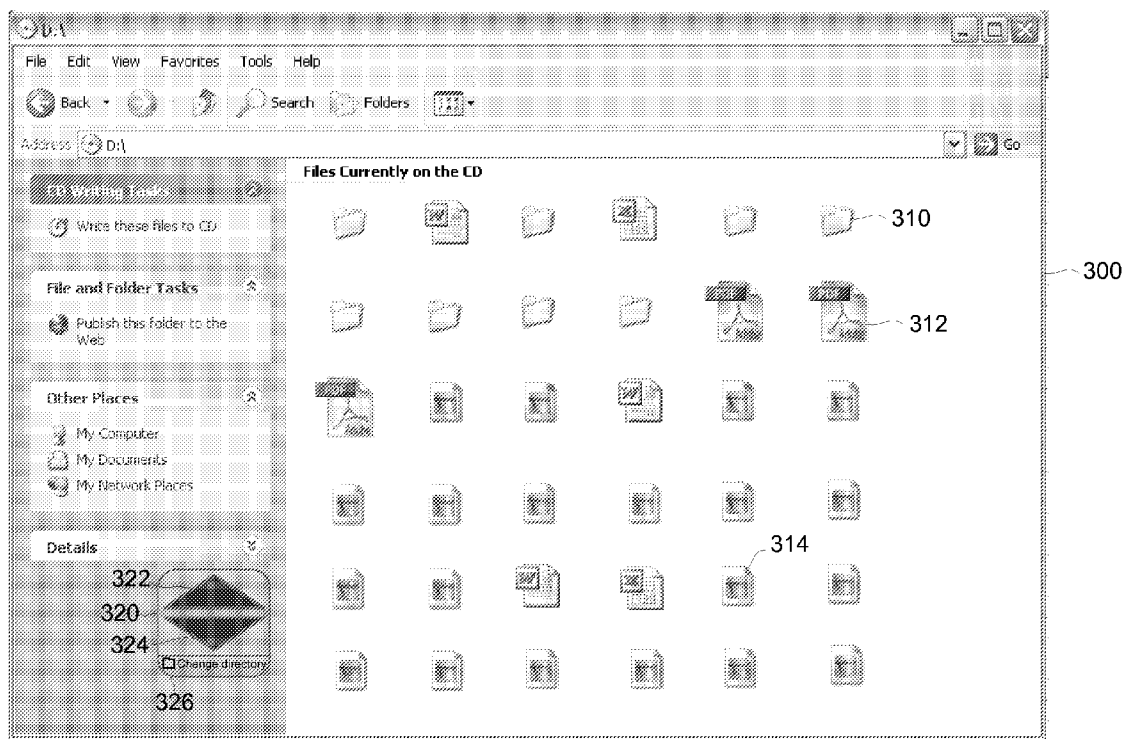 D:\
File Edit View Favorites Tools Help
Back Search Folders
Address D:\ Go
Files Currently on the CD
CD Writing Tasks
Write these files to CD
File and Folder Tasks
Publish this folder to the
Web
Other Places
My Computer
My Documents
My Network Places
Details
322
320
324
Change directory
326
310
300
312
314